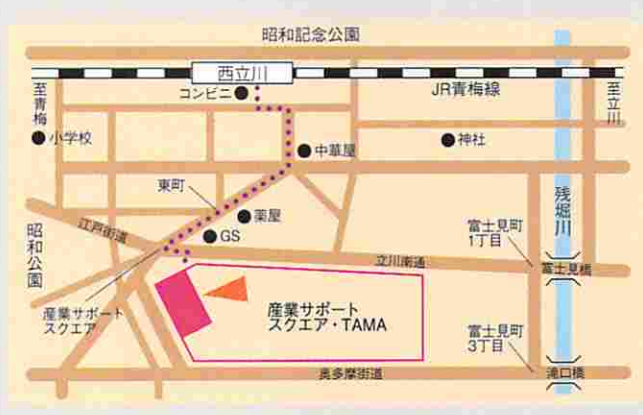 昭和記念公園
西立川
コンビニ
JR青梅線
至青梅
至立川
小学校
中華屋
神社
東町
残堀川
薬屋
江戸街道
GS
富士見町
1丁目
昭和公園
立川南通
富士見橋
産業サポート
スクエア
産業サポート
スクエア・TAMA
富士見町
3丁目
奥多摩街道
滝口橋